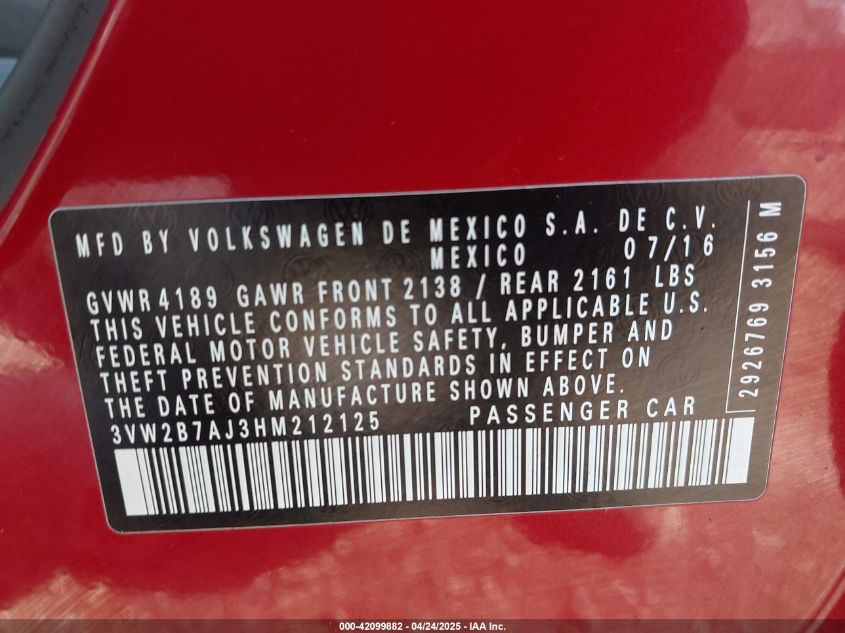 MFD BY VOLKSWAGEN DE MEXICO S.A. DE C.V.
MEXICO 07/16
GVWR 4189 GAWR FRONT 2138 / REAR 2161 LBS
THIS VEHICLE CONFORMS TO ALL APPLICABLE U.S.
FEDERAL MOTOR VEHICLE SAFETY, BUMPER AND
THEFT PREVENTION STANDARDS IN EFFECT ON
THE DATE OF MANUFACTURE SHOWN ABOVE.
3VW2B7AJ3HM212125 PASSENGER CAR
2926769 3156 M
000-42099882 - 04/24/2025 - IAA Inc.